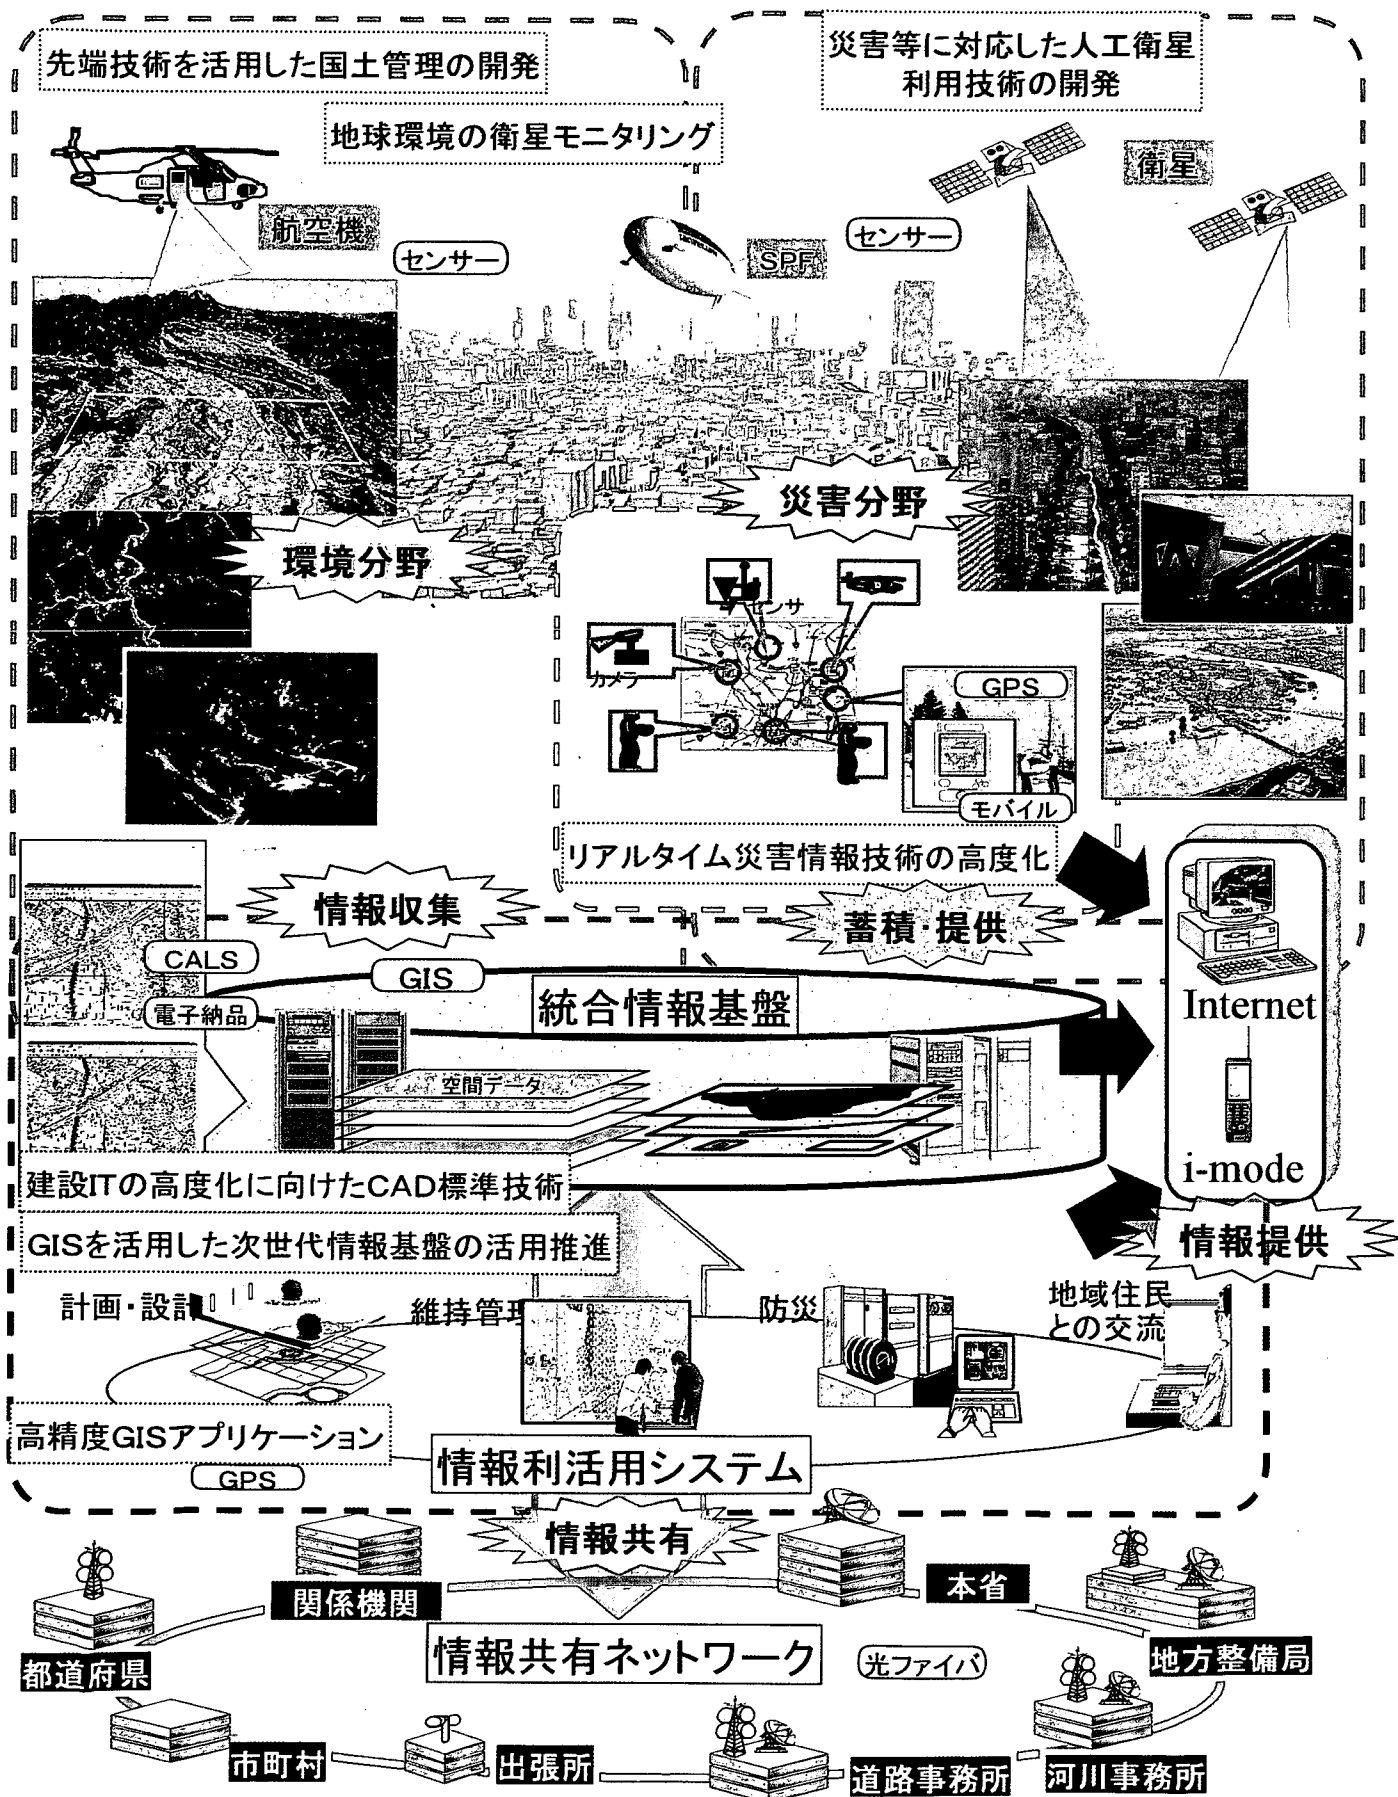 先端技術を活用した国土管理の開発
災害等に対応した人工衛星
利用技術の開発
地球環境の衛星モニタリング
衛星
航空機
センサー
SPF
センサー
災害分野
環境分野
センサ
カメラ
GPS
モバイル
リアルタイム災害情報技術の高度化
情報収集
蓄積・提供
CALS
GIS
電子納品
統合情報基盤
Internet
空間データ
i-mode
建設ITの高度化に向けたCAD標準技術
GISを活用した次世代情報基盤の活用推進
情報提供
計画・設計
維持管理
防災
地域住民
との交流
高精度GISアプリケーション
GPS
情報利活用システム
情報共有
関係機関
本省
都道府県
情報共有ネットワーク
光ファイバ
地方整備局
市町村
出張所
道路事務所
河川事務所